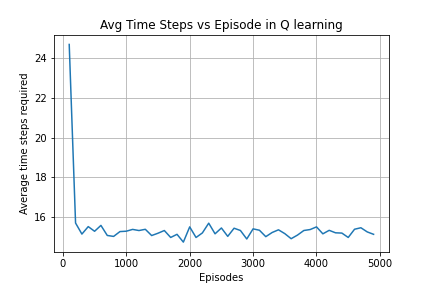 Avg Time Steps vs Episode in Q learning
Average time steps required
24
22
20
18
16
0 1000 2000 3000 4000 5000
Episodes